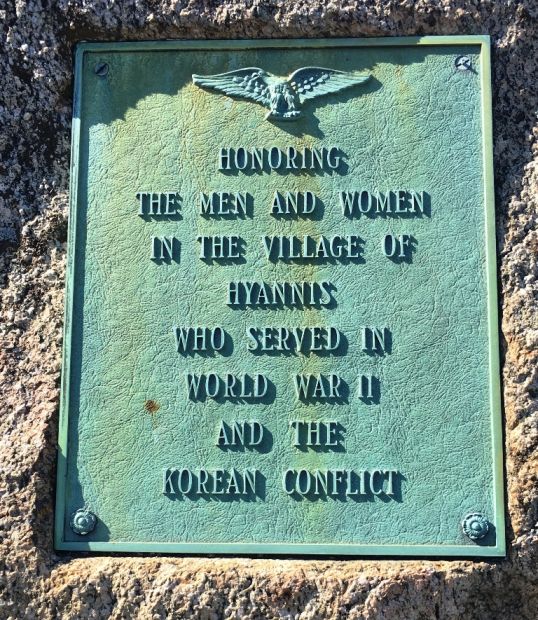 HONORING
THE MEN AND WOMEN
IN THE VILLAGE OF
HYANNIS
WHO SERVED IN
WORLD WAR II
AND THE
KOREAN CONFLICT